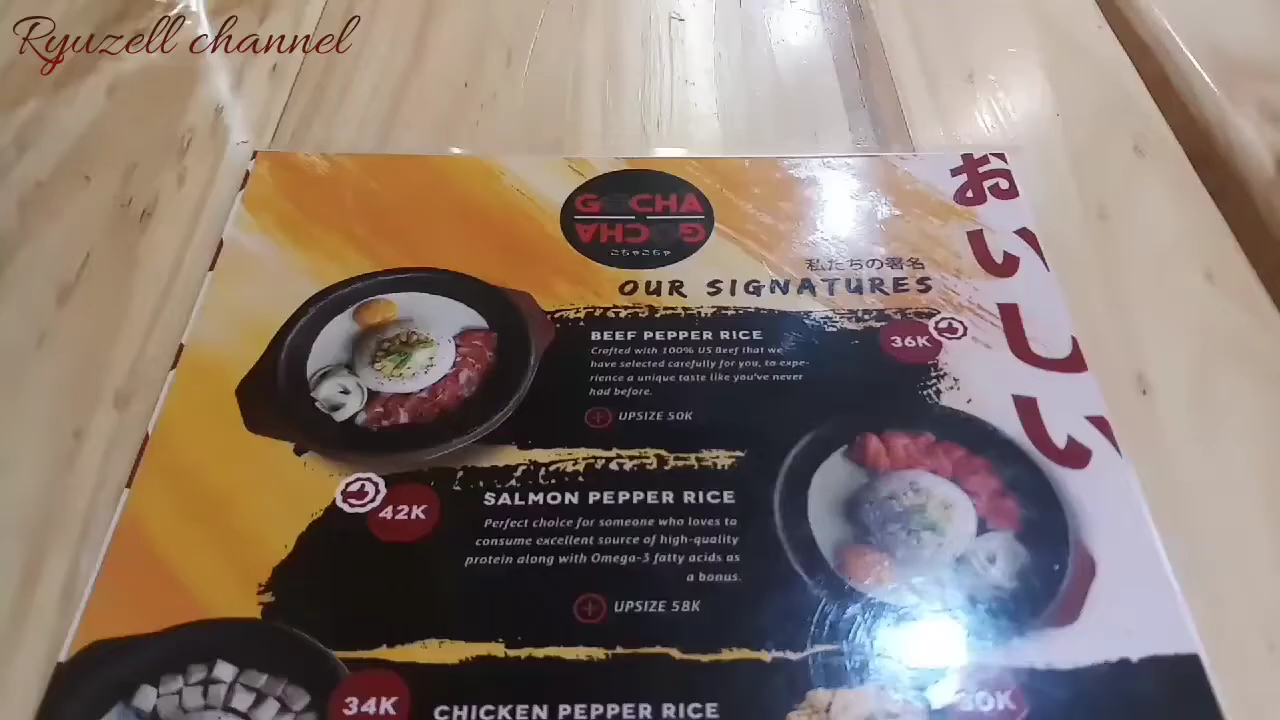 Ryuzell channel
GOCHA
GOCHA
ごちゃごちゃ
おいしい
私たちの署名
OUR SIGNATURES
BEEF PEPPER RICE
36K
Crafted with 100% US Beef that we
have selected carefully for you, to expe-
rience a unique taste like you've never
had before.
UPSIZE 50K
42K
SALMON PEPPER RICE
Perfect choice for someone who loves to
consume excellent source of high-quality
protein along with Omega-3 fatty acids as
a bonus.
UPSIZE 58K
34K
CHICKEN PEPPER RICE
30K